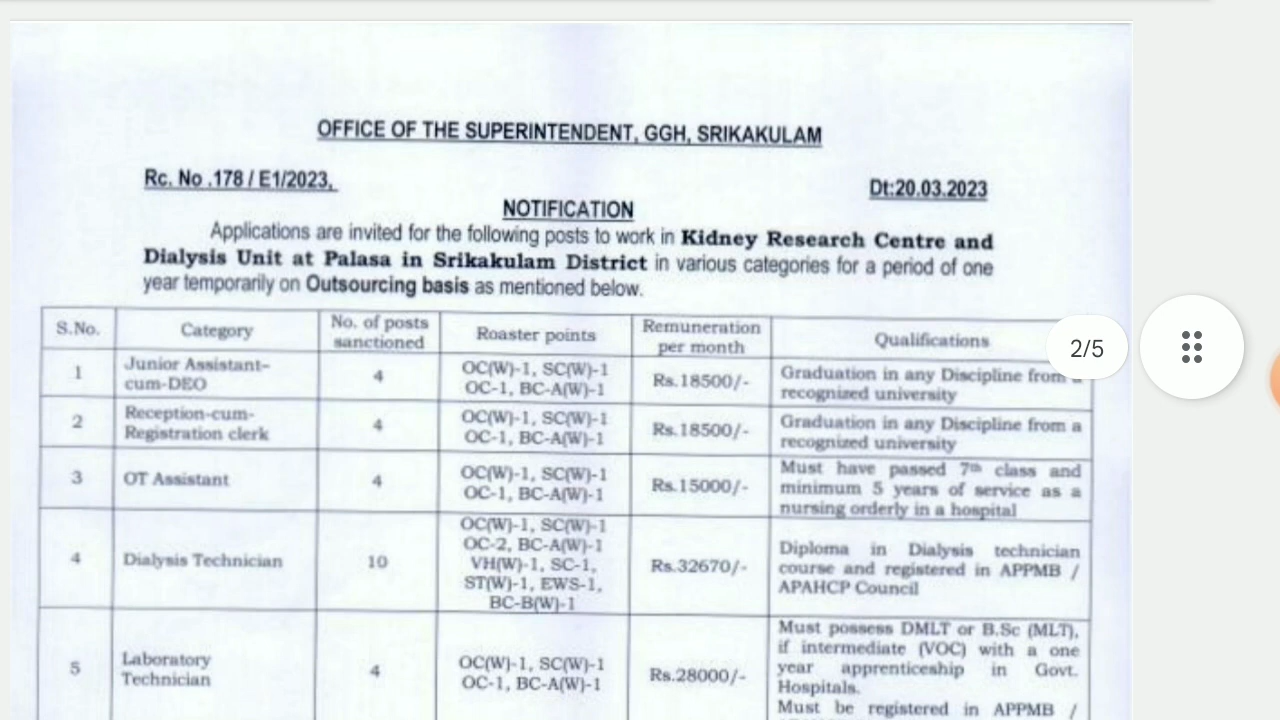 OFFICE OF THE SUPERINTENDENT, GGH, SRIKAKULAM
Rc. No .178 / E1/2023,
Dt:20.03.2023
NOTIFICATION
Applications are invited for the following posts to work in Kidney Research Centre and
Dialysis Unit at Palasa in Srikakulam District in various categories for a period of one
year temporarily on Outsourcing basis as mentioned below.
S.No.
Category
No. of posts
sanctioned
Roaster points
Remuneration
per month
Qualifications
2/5
1
Junior Assistant-
cum-DEO
4
OC(W)-1, SC(W)-1
OC-1, BC-A(W)-1
Rs.18500/-
Graduation in any Discipline from a
recognized university
2
Reception-cum-
Registration clerk
4
OC(W)-1, SC(W)-1
OC-1, BC-A(W)-1
Rs.18500/-
Graduation in any Discipline from a
recognized university
3
OT Assistant
4
OC(W)-1, SC(W)-1
OC-1, BC-A(W)-1
Rs.15000/-
Must have passed 7th class and
minimum 5 years of service as a
nursing orderly in a hospital
4
Dialysis Technician
10
OC(W)-1, SC(W)-1
OC-2, BC-A(W)-1
VH(W)-1, SC-1,
ST(W)-1, EWS-1,
BC-B(W)-1
Rs.32670/-
Diploma in Dialysis technician
course and registered in APPMB /
APAHCP Council
5
Laboratory
Technician
4
OC(W)-1, SC(W)-1
OC-1, BC-A(W)-1
Rs.28000/-
Must possess DMLT or B.Sc (MLT),
if intermediate (VOC) with a one
year apprenticeship in Govt.
Hospitals.
Must be registered in APPMB /